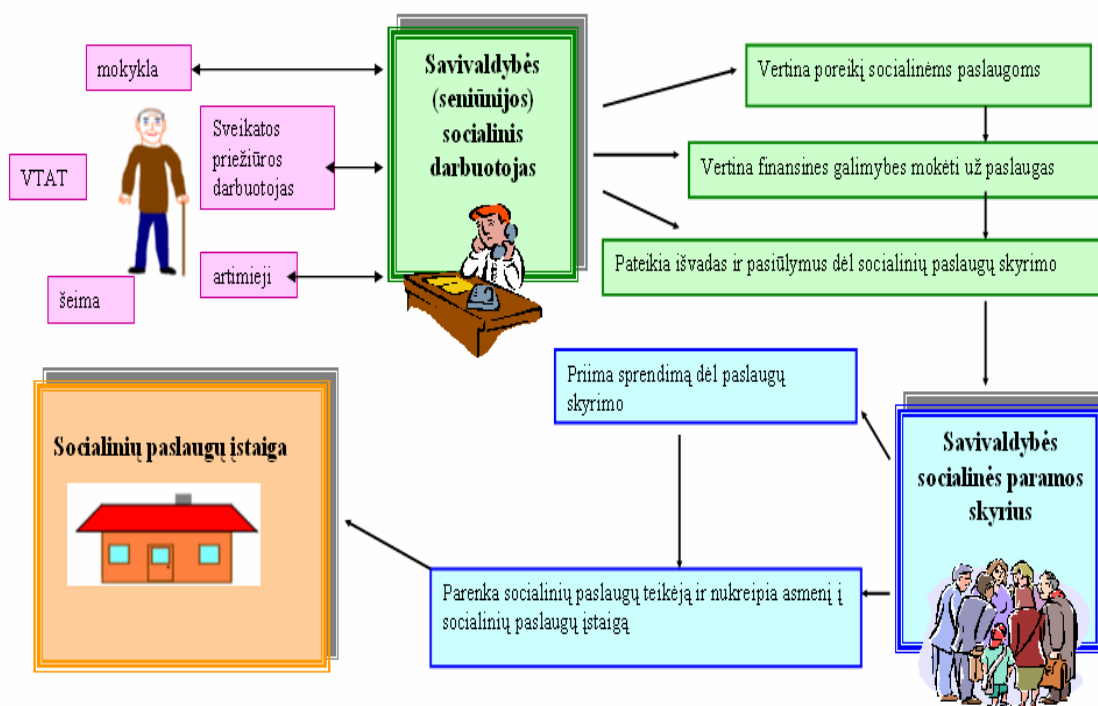 mokykla
Sveikatos
priežiūros
darbuotojas
VTAT
artimieji
šeima
Savivaldybės
(seniūnijos)
socialinis
darbuotojas
Vertina poreikį socialinėms paslaugoms
Vertina finansines galimybes mokėti už paslaugas
Pateikia išvadas ir pasiūlymus dėl socialinių paslaugų skyrimo
Priima sprendimą dėl paslaugų
skyrimo
Savivaldybės
socialinės paramos
skyrius
Socialinių paslaugų įstaiga
Parenka socialinių paslaugų teikėją ir nukreipia asmenį į
socialinių paslaugų įstaigą